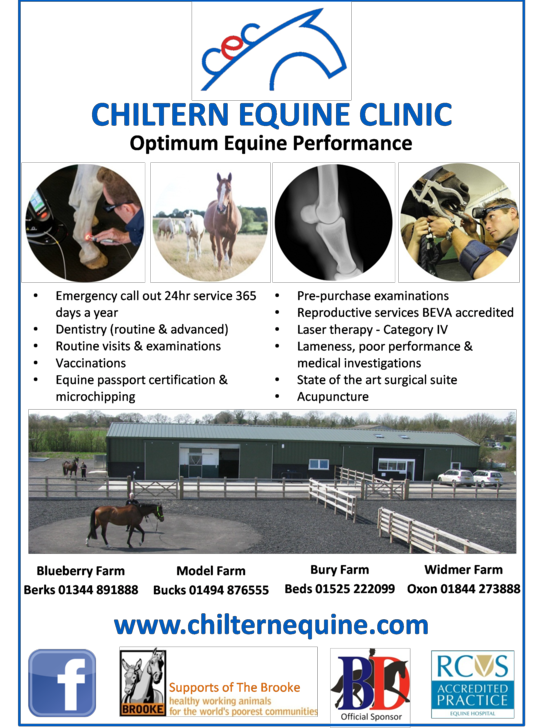 cec
CHILTERN EQUINE CLINIC
Optimum Equine Performance
• Emergency call out 24hr service 365
days a year
• Dentistry (routine & advanced)
• Routine visits & examinations
• Vaccinations
• Equine passport certification &
microchipping
• Pre-purchase examinations
• Reproductive services BEVA accredited
• Laser therapy - Category IV
• Lameness, poor performance &
medical investigations
• State of the art surgical suite
• Acupuncture
Blueberry Farm
Berks 01344 891888
Model Farm
Bucks 01494 876555
Bury Farm
Beds 01525 222099
Widmer Farm
Oxon 01844 273888
www.chilternequine.com
f
BROOKE
Supports of The Brooke
healthy working animals
for the world's poorest communities
BD
Official Sponsor
RCVS
ACCREDITED
PRACTICE
EQUINE HOSPITAL